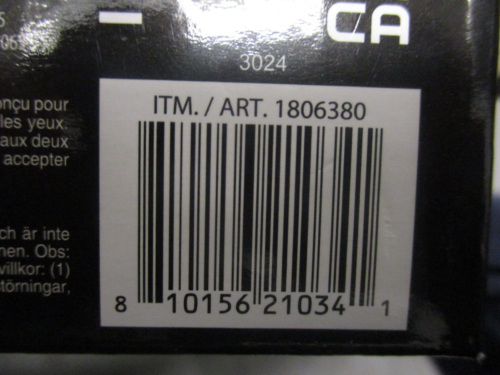 CA
3024
ITM. / ART. 1806380
8 10156 21034 1
onçu pour
les yeux.
aux deux
accepter
ch är inte
nen. Obs:
villkor: (1)
störningar,